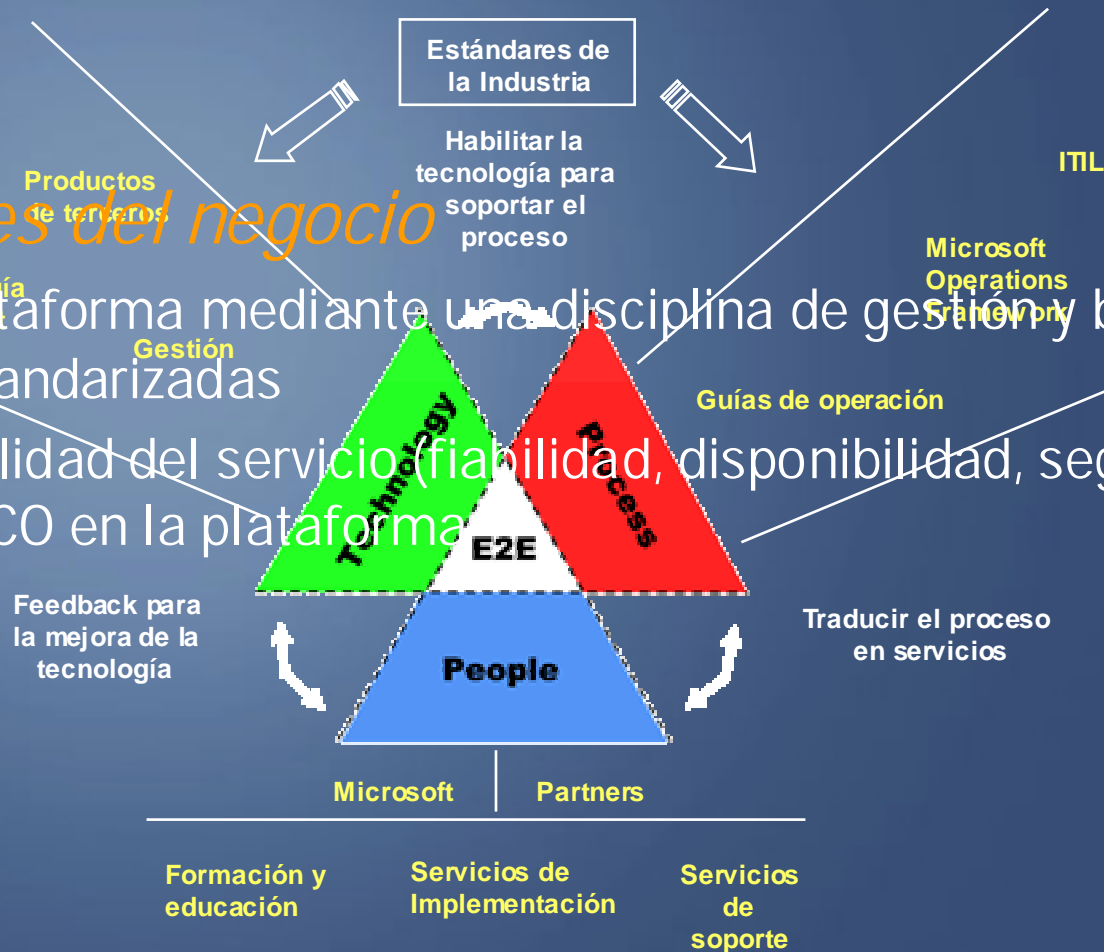 Estándares de
la Industria
Habilitar la
tecnología para
soportar el
proceso
Productos
de terceros
ITIL
es del negocio
Microsoft
Operations
Framework
ía
taforma mediante una disciplina de gestión y b
Gestión
andarizadas
Guías de operación
lidad del servicio (fiabilidad, disponibilidad, seg
CO en la plataforma
Technology
Process
E2E
Feedback para
la mejora de la
tecnología
Traducir el proceso
en servicios
People
Microsoft
Partners
Formación y
educación
Servicios de
Implementación
Servicios
de
soporte